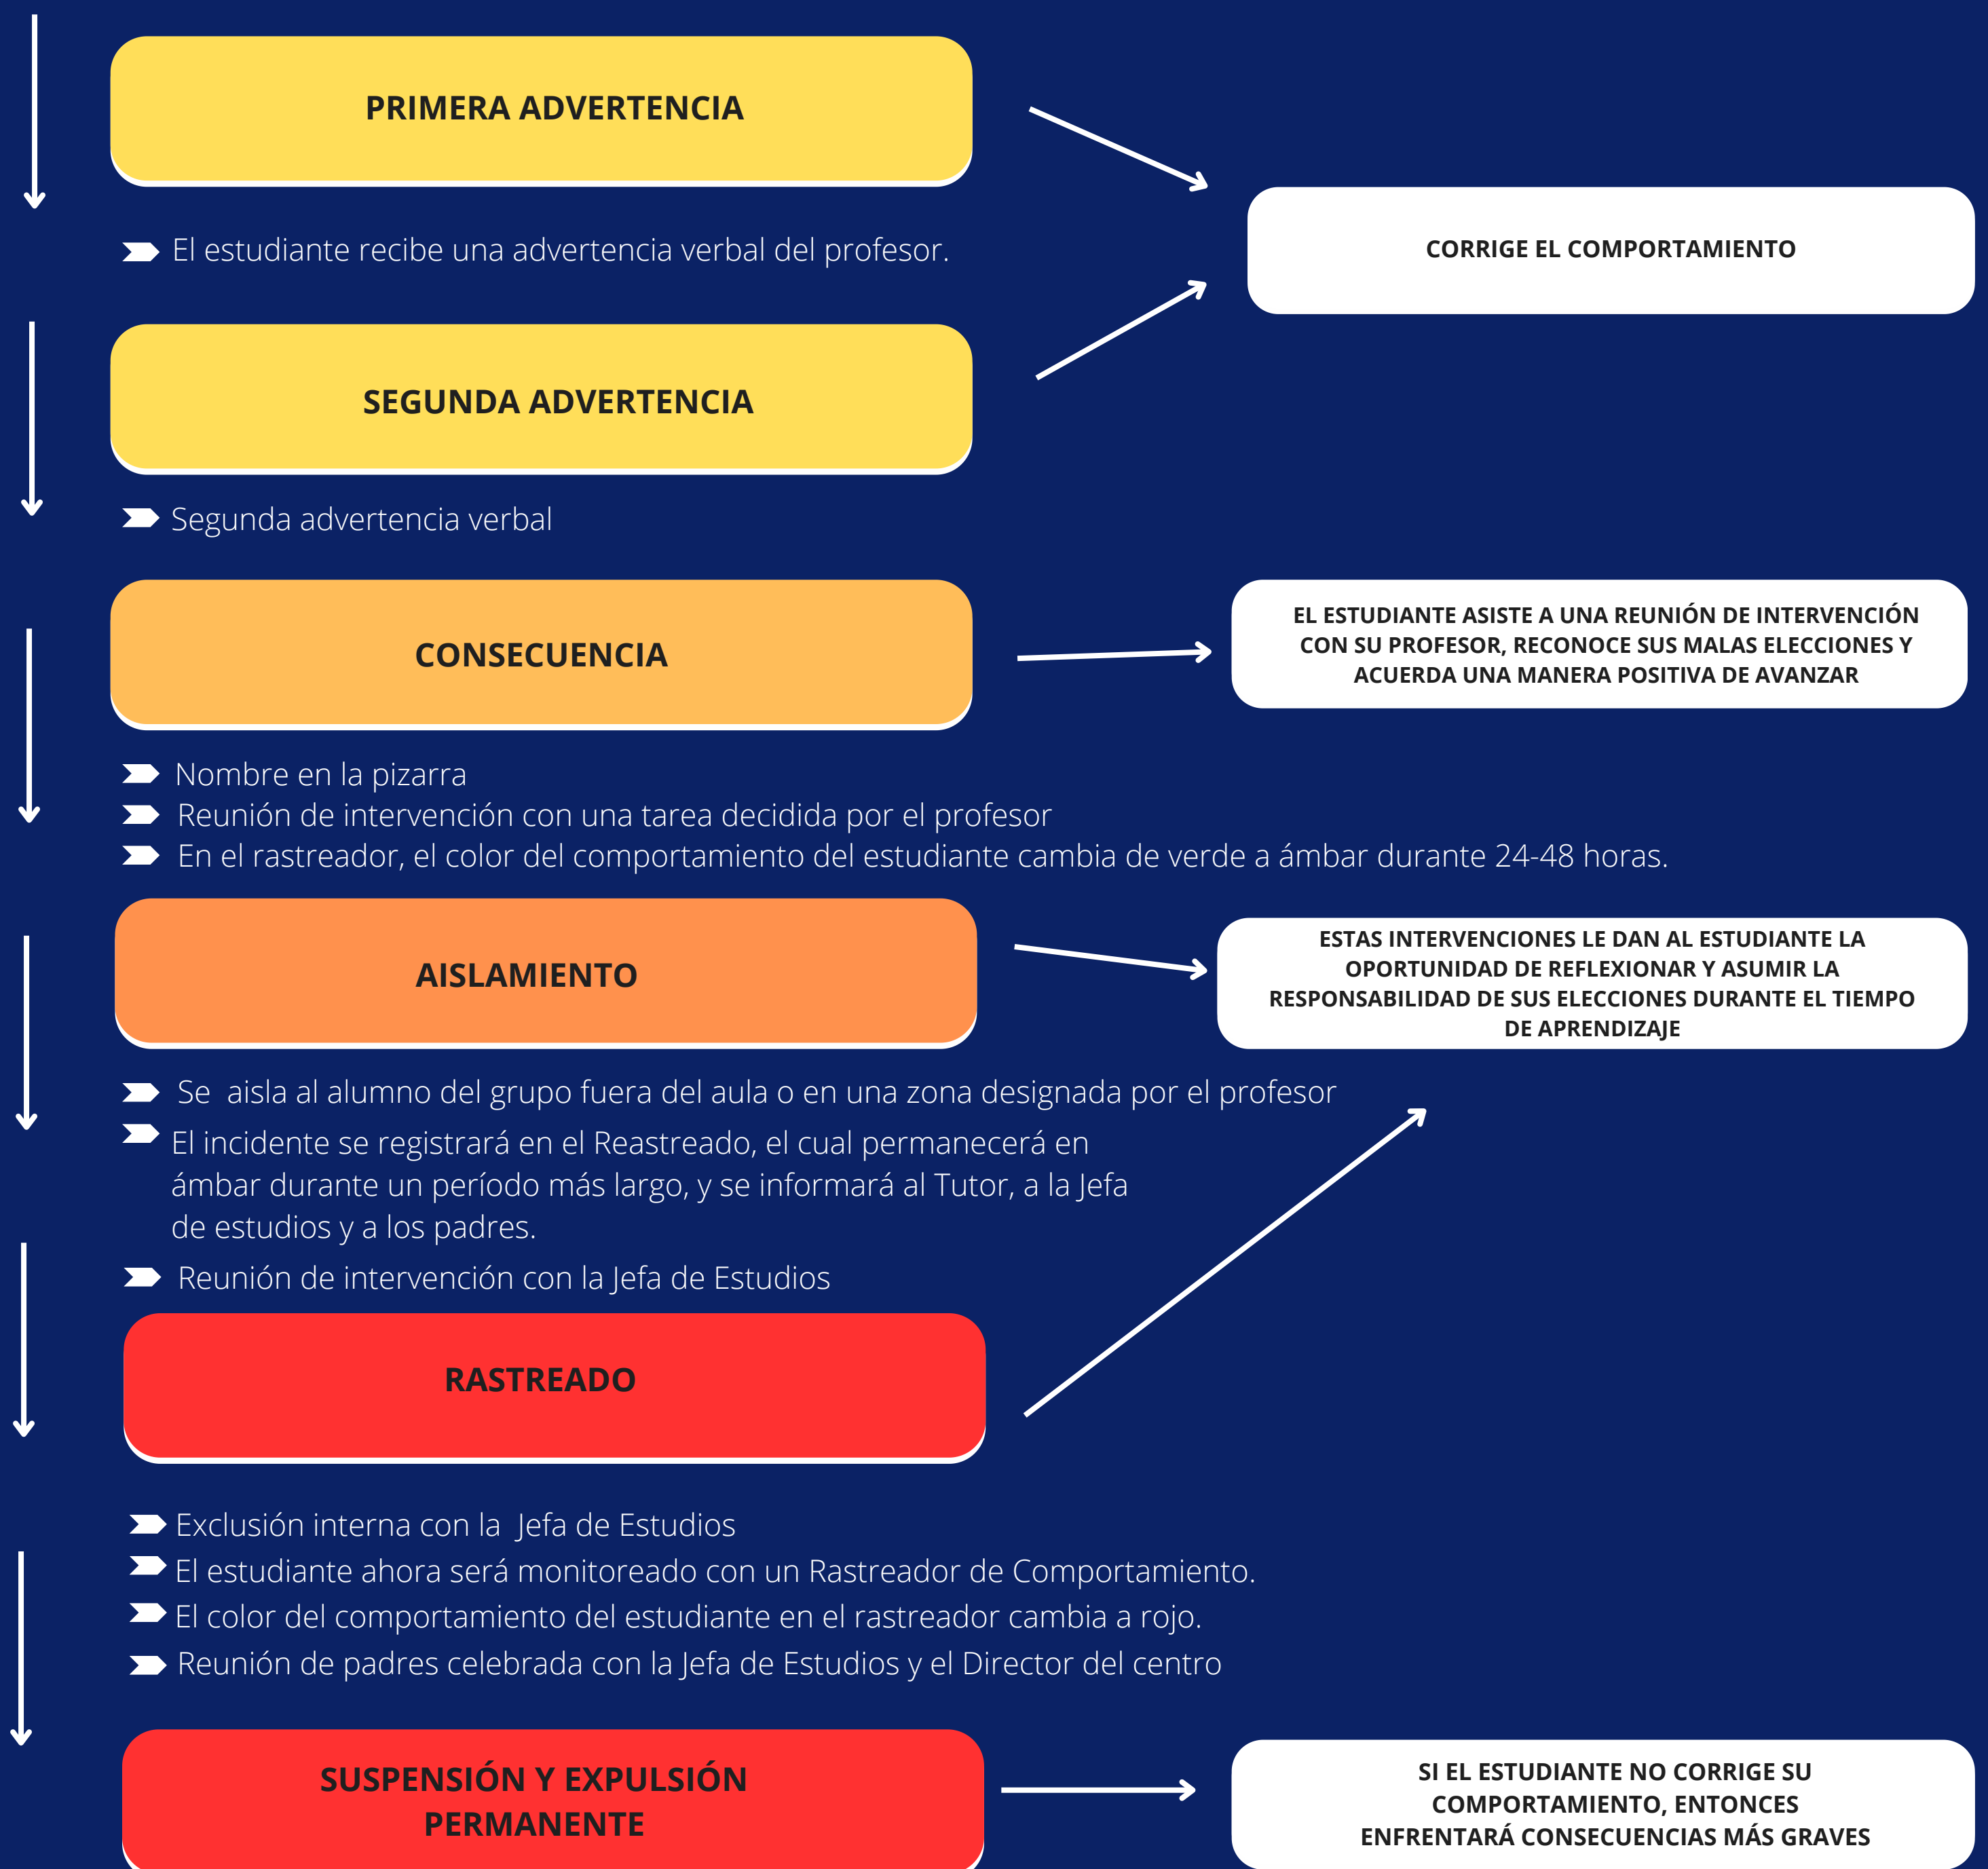 PRIMERA ADVERTENCIA
El estudiante recibe una advertencia verbal del profesor.
CORRIGE EL COMPORTAMIENTO
SEGUNDA ADVERTENCIA
Segunda advertencia verbal
CONSECUENCIA
EL ESTUDIANTE ASISTE A UNA REUNIÓN DE INTERVENCIÓN
CON SU PROFESOR, RECONOCE SUS MALAS ELECCIONES Y
ACUERDA UNA MANERA POSITIVA DE AVANZAR
Nombre en la pizarra
Reunión de intervención con una tarea decidida por el profesor
En el rastreador, el color del comportamiento del estudiante cambia de verde a ámbar durante 24-48 horas.
AISLAMIENTO
ESTAS INTERVENCIONES LE DAN AL ESTUDIANTE LA
OPORTUNIDAD DE REFLEXIONAR Y ASUMIR LA
RESPONSABILIDAD DE SUS ELECCIONES DURANTE EL TIEMPO
DE APRENDIZAJE
Se aisla al alumno del grupo fuera del aula o en una zona designada por el profesor
El incidente se registrará en el Reastreado, el cual permanecerá en
ámbar durante un período más largo, y se informará al Tutor, a la Jefa
de estudios y a los padres.
Reunión de intervención con la Jefa de Estudios
RASTREADO
Exclusión interna con la Jefa de Estudios
El estudiante ahora será monitoreado con un Rastreador de Comportamiento.
El color del comportamiento del estudiante en el rastreador cambia a rojo.
Reunión de padres celebrada con la Jefa de Estudios y el Director del centro
SUSPENSIÓN Y EXPULSIÓN
PERMANENTE
SI EL ESTUDIANTE NO CORRIGE SU
COMPORTAMIENTO, ENTONCES
ENFRENTARÁ CONSECUENCIAS MÁS GRAVES